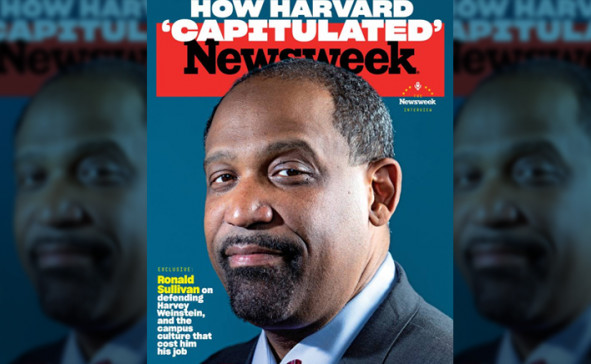 HOW HARVARD
'CAPITULATED'
Newsweek
THE
Newsweek
INTERVIEW
EXCLUSIVE:
Ronald
Sullivan on
defending
Harvey
Weinstein,
and the
campus
culture that
cost him
his job